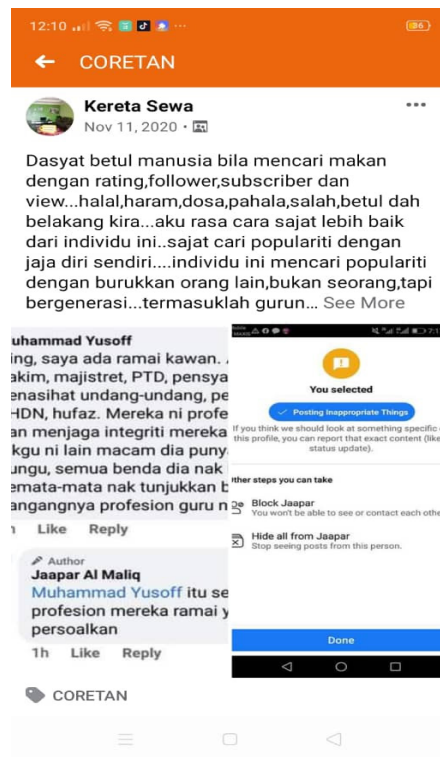 12:10
6
CORETAN
Kereta Sewa
Nov 11, 2020
Dasyat betul manusia bila mencari makan
dengan rating,follower,subscriber dan
view...halal,haram,dosa,pahala,salah,betul dah
belakang kira...aku rasa cara sajat lebih baik
dari individu ini..sajat cari populariti dengan
jaja diri sendiri....individu ini mencari populariti
dengan burukkan orang lain,bukan seorang,tapi
bergenerasi...termasuklah gurun... See More
uhammad Yusoff
ing, saya ada ramai kawan.
akim, majistret, PTD, pensya
enasihat undang-undang, pe
HDN, hufaz. Mereka ni profe
an menjaga integriti mereka
kgu ni lain macam dia puny
ungu, semua benda dia nak
emata-mata nak tunjukkan b
angangnya profesion guru n
Like Reply
Author
Jaapar Al Maliq
Muhammad Yusoff itu se
profesion mereka ramai y
persoalkan
1h Like Reply
You selected
Posting Inappropriate Things
If you think we should look at something specific
this profile, you can report that exact content (like
status update).
ther steps you can take
Block Jaapar
You won't be able to see or contact each othe
Hide all from Jaapar
Stop seeing posts from this person.
Done
CORETAN